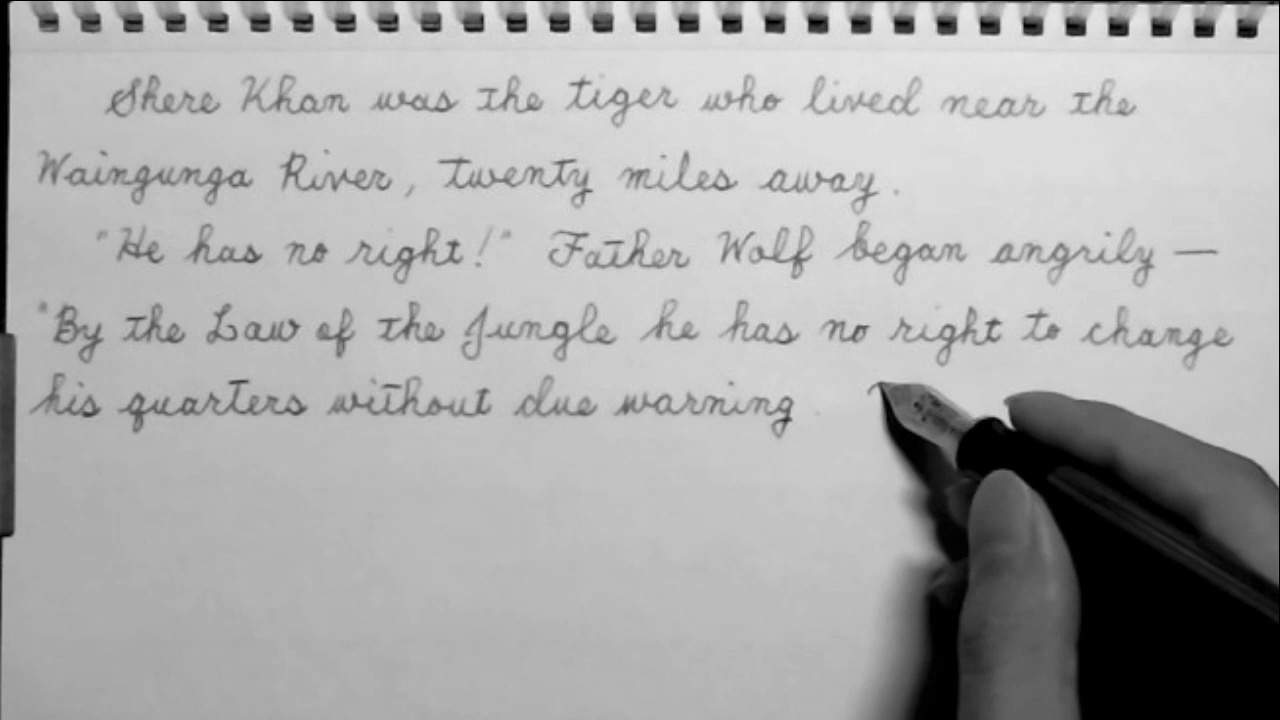 Shere Khan was the tiger who lived near the
Waingunga River, twenty miles away.
"He has no right!" Father Wolf began angrily —
"By the Law of the Jungle he has no right to change
his quarters without due warning.